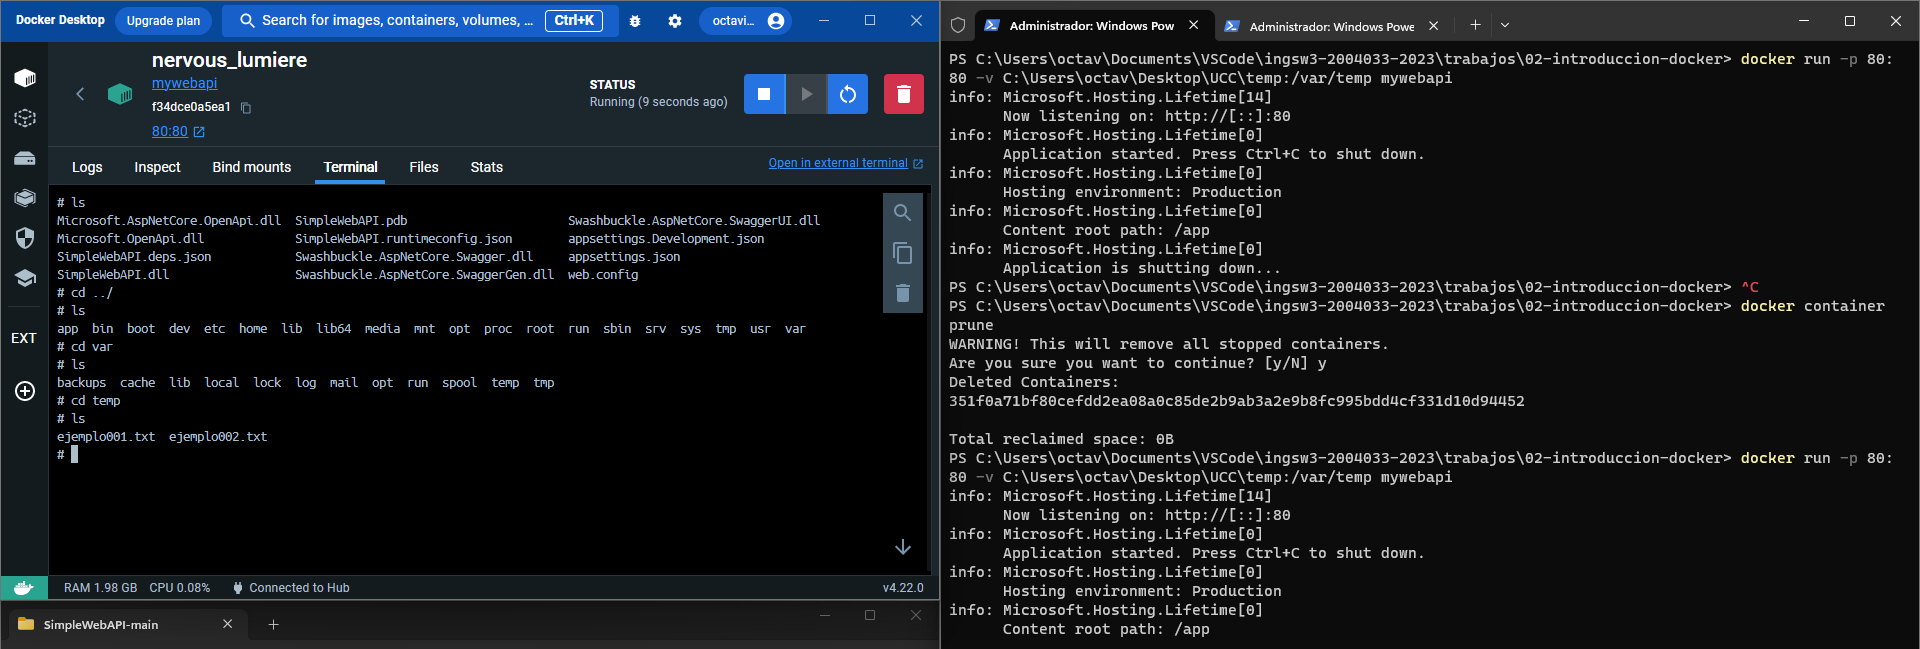 Docker Desktop Upgrade plan Search for images, containers, volumes, ... Ctrl+K octavi...
nervous_lumiere
mywebapi
f34dce0a5ea1
80:80
STATUS
Running (9 seconds ago)
Logs Inspect Bind mounts Terminal Files Stats Open in external terminal
EXT
# ls
Microsoft.AspNetCore.OpenApi.dll SimpleWebAPI.pdb Swashbuckle.AspNetCore.SwaggerUI.dll
Microsoft.OpenApi.dll SimpleWebAPI.runtimeconfig.json appsettings.Development.json
SimpleWebAPI.deps.json Swashbuckle.AspNetCore.Swagger.dll appsettings.json
SimpleWebAPI.dll Swashbuckle.AspNetCore.SwaggerGen.dll web.config
# cd ../
# ls
app bin boot dev etc home lib lib64 media mnt opt proc root run sbin srv sys tmp usr var
# cd var
# ls
backups cache lib local lock log mail opt run spool temp tmp
# cd temp
# ls
ejemplo001.txt ejemplo002.txt
#
RAM 1.98 GB CPU 0.08% Connected to Hub v4.22.0
SimpleWebAPI-main
Administrador: Windows Pow Administrador: Windows Powe
PS C:\Users\octav\Documents\VSCode\ingsw3-2004033-2023\trabajos\02-introduccion-docker> docker run -p 80:
80 -v C:\Users\octav\Desktop\UCC\temp:/var/temp mywebapi
info: Microsoft.Hosting.Lifetime[14]
Now listening on: http://[::]:80
info: Microsoft.Hosting.Lifetime[0]
Application started. Press Ctrl+C to shut down.
info: Microsoft.Hosting.Lifetime[0]
Hosting environment: Production
info: Microsoft.Hosting.Lifetime[0]
Content root path: /app
info: Microsoft.Hosting.Lifetime[0]
Application is shutting down...
PS C:\Users\octav\Documents\VSCode\ingsw3-2004033-2023\trabajos\02-introduccion-docker> ^C
PS C:\Users\octav\Documents\VSCode\ingsw3-2004033-2023\trabajos\02-introduccion-docker> docker container
prune
WARNING! This will remove all stopped containers.
Are you sure you want to continue? [y/N] y
Deleted Containers:
351f0a71bf80cefdd2ea08a0c85de2b9ab3a2e9b8fc995bdd4cf331d10d94452
Total reclaimed space: 0B
PS C:\Users\octav\Documents\VSCode\ingsw3-2004033-2023\trabajos\02-introduccion-docker> docker run -p 80:
80 -v C:\Users\octav\Desktop\UCC\temp:/var/temp mywebapi
info: Microsoft.Hosting.Lifetime[14]
Now listening on: http://[::]:80
info: Microsoft.Hosting.Lifetime[0]
Application started. Press Ctrl+C to shut down.
info: Microsoft.Hosting.Lifetime[0]
Hosting environment: Production
info: Microsoft.Hosting.Lifetime[0]
Content root path: /app